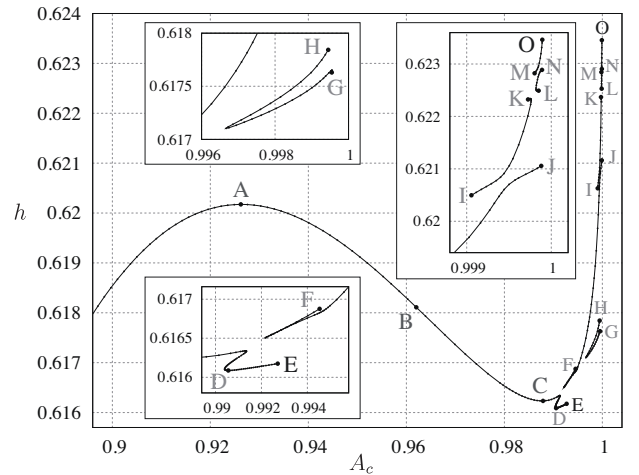 0.624
0.623
0.622
0.621
0.62
0.619
0.618
0.617
0.616
h
0.9 0.92 0.94 0.96 0.98 1
A_c
A
B
C
D
E
F
G
H
I
J
K
L
M
N
O
0.618
0.6175
0.617
0.996 0.998 1
H
G
0.623
0.622
0.621
0.62
0.999 1
O
M N
K L
J
I
0.617
0.6165
0.616
0.99 0.992 0.994
F
E
D